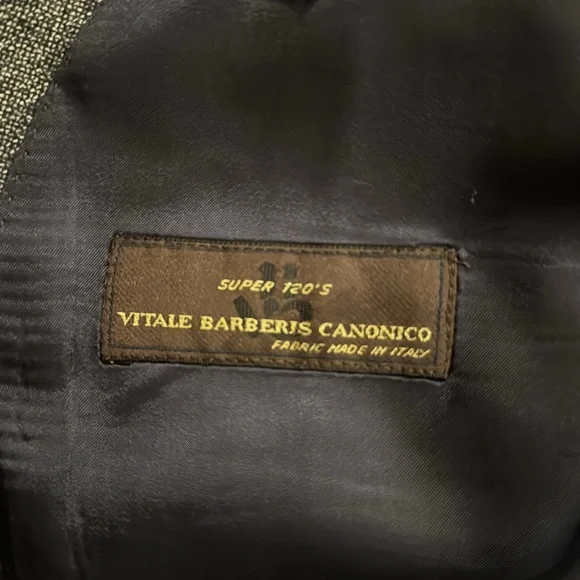 SUPER 120'S
VITALE BARBERIS CANONICO
FABRIC MADE IN ITALY